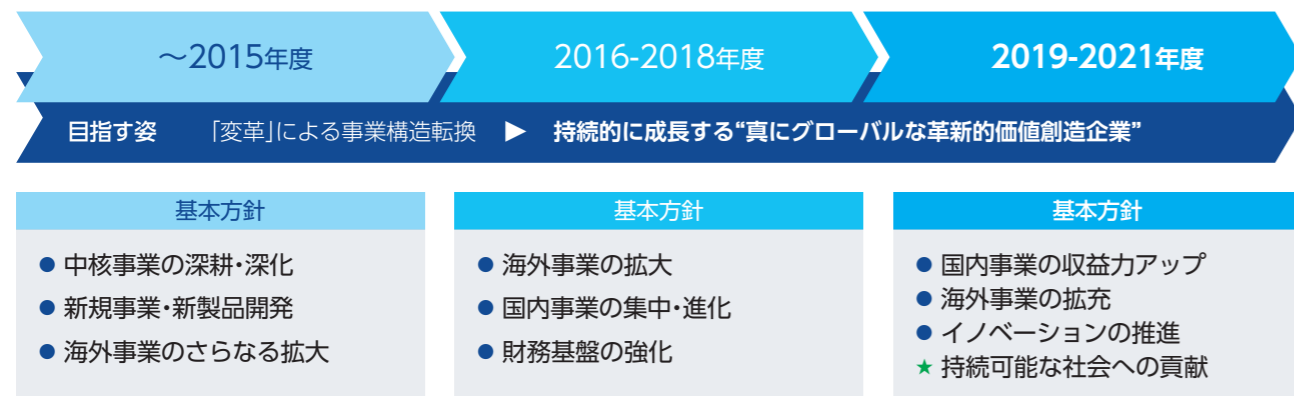 ～2015年度
2016-2018年度
2019-2021年度
目指す姿 「変革」による事業構造転換 ▶ 持続的に成長する“真にグローバルな革新的価値創造企業”
基本方針
● 中核事業の深耕・深化
● 新規事業・新製品開発
● 海外事業のさらなる拡大
基本方針
● 海外事業の拡大
● 国内事業の集中・進化
● 財務基盤の強化
基本方針
● 国内事業の収益力アップ
● 海外事業の拡充
● イノベーションの推進
★ 持続可能な社会への貢献